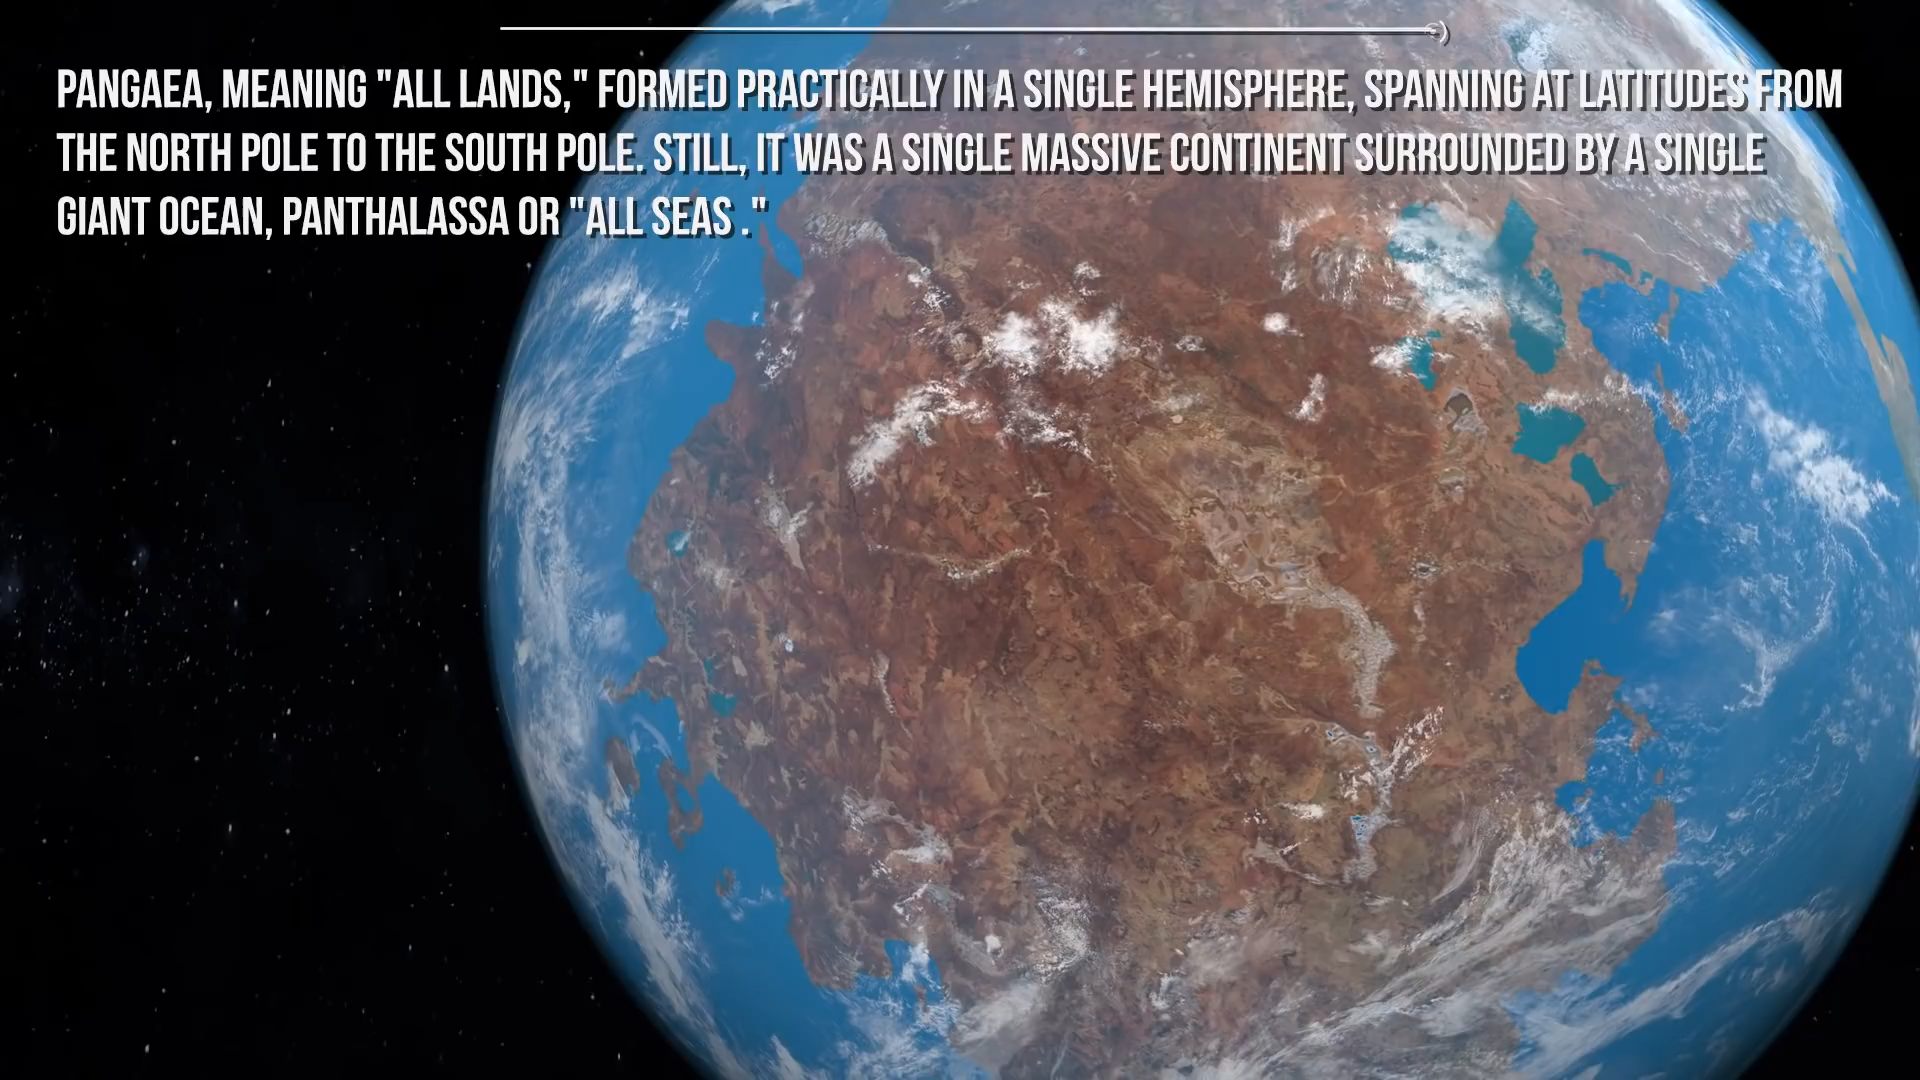 PANGAEA, MEANING "ALL LANDS," FORMED PRACTICALLY IN A SINGLE HEMISPHERE, SPANNING AT LATITUDES FROM
THE NORTH POLE TO THE SOUTH POLE. STILL, IT WAS A SINGLE MASSIVE CONTINENT SURROUNDED BY A SINGLE
GIANT OCEAN, PANTHALASSA OR "ALL SEAS ."